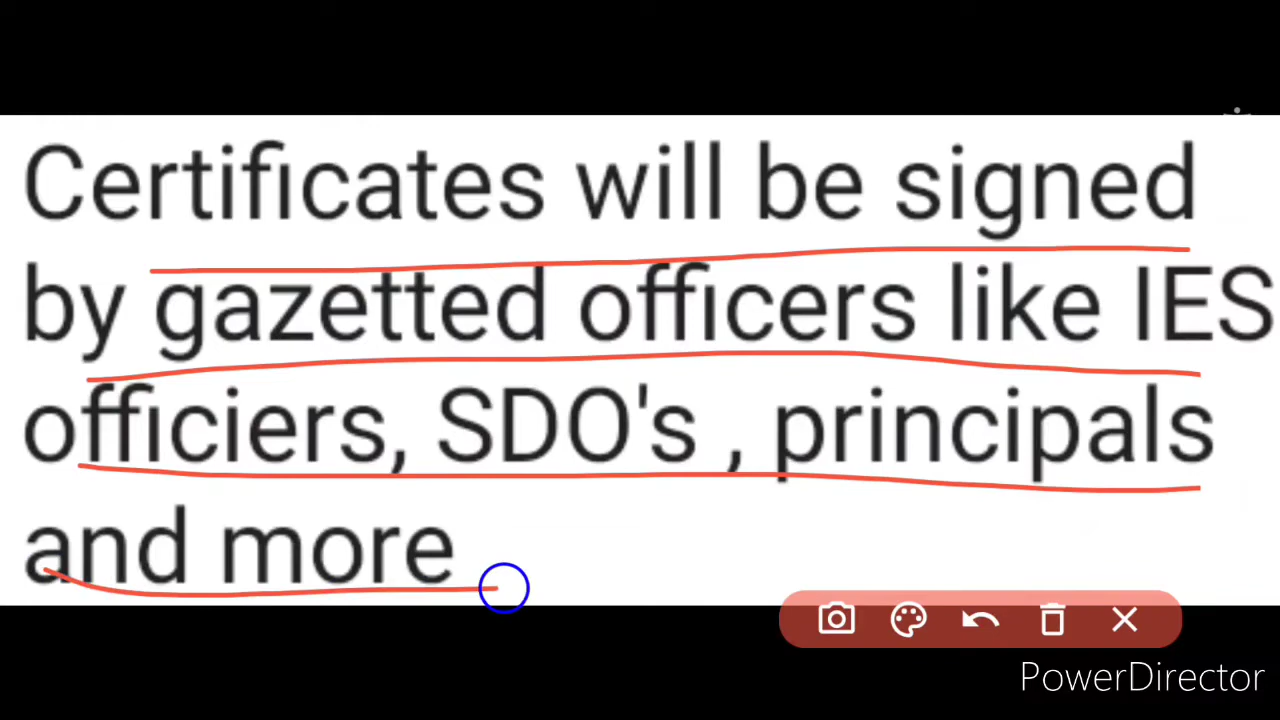 Certificates will be signed
by gazetted officers like IES
officiers, SDO's , principals
and more
PowerDirector